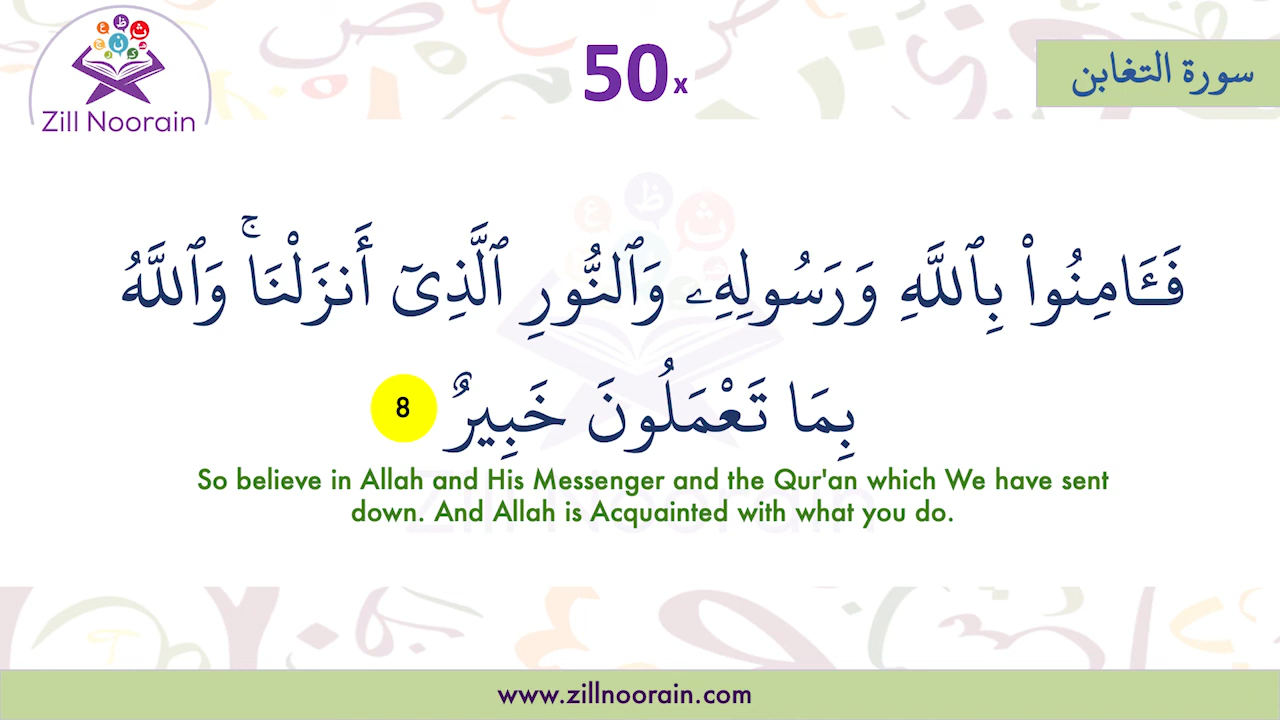 Zill Noorain
50x
سورة التغابن
فَـَٔامِنُوا۟ بِٱللَّهِ وَرَسُولِهِۦ وَٱلنُّورِ ٱلَّذِىٓ أَنزَلْنَا ۚ وَٱللَّهُ
بِمَا تَعْمَلُونَ خَبِيرٌ 8
So believe in Allah and His Messenger and the Qur'an which We have sent
down. And Allah is Acquainted with what you do.
www.zillnoorain.com